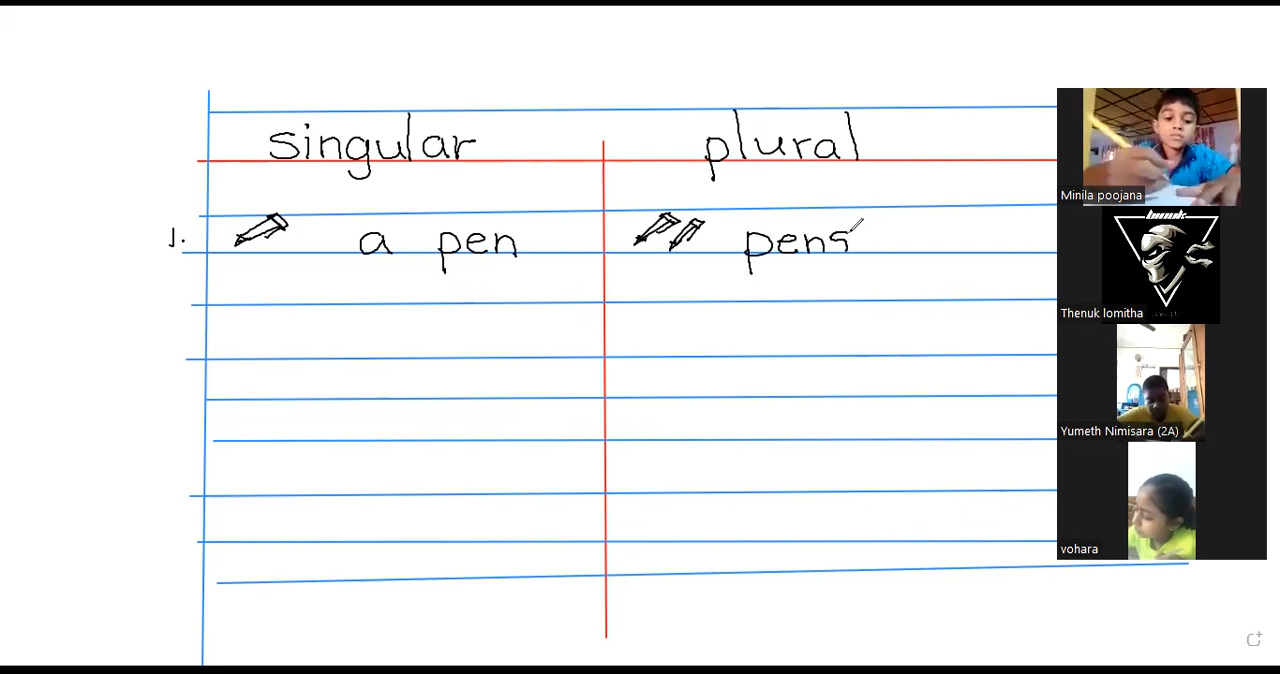 singular plural
1. a pen pens
Minila poojana
Thenuk lomitha
Yumeth Nimisara (2A)
vohara